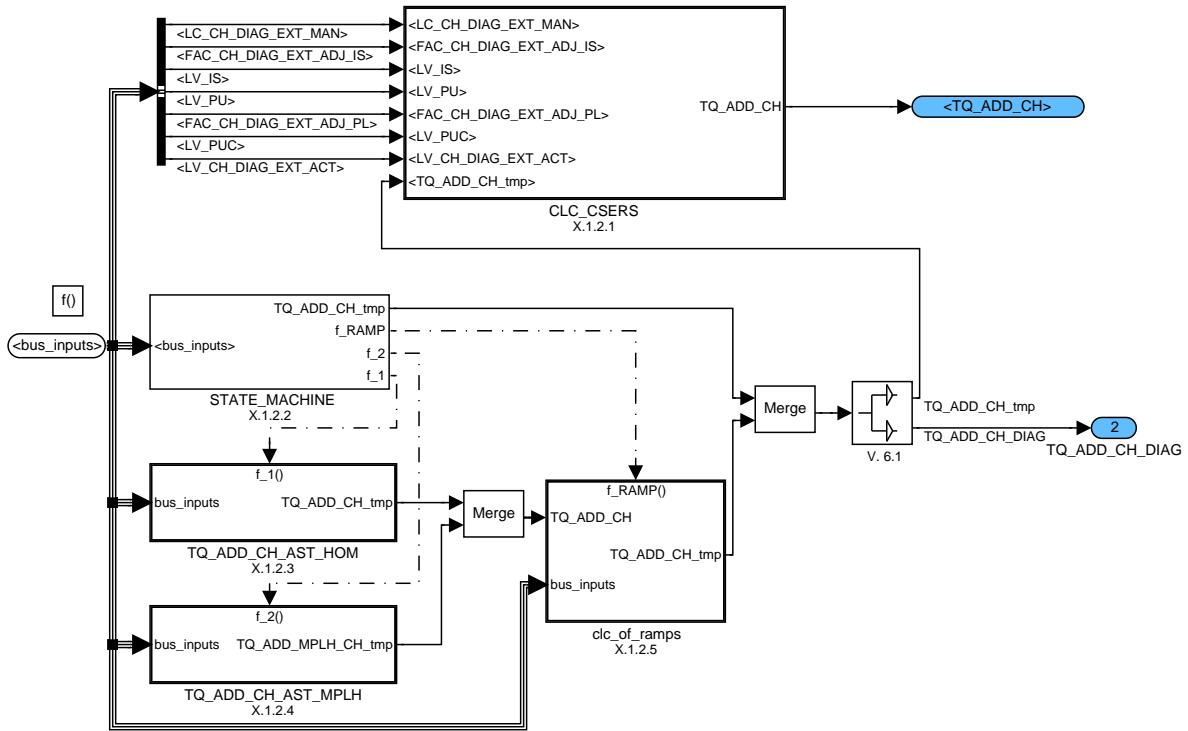 <LC_CH_DIAG_EXT_MAN>
<FAC_CH_DIAG_EXT_ADJ_IS>
<LV_IS>
<LV_PU>
<FAC_CH_DIAG_EXT_ADJ_PL>
<LV_PUC>
<LV_CH_DIAG_EXT_ACT>
<LC_CH_DIAG_EXT_MAN>
<FAC_CH_DIAG_EXT_ADJ_IS>
<LV_IS>
<LV_PU>
<FAC_CH_DIAG_EXT_ADJ_PL>
<LV_PUC>
<LV_CH_DIAG_EXT_ACT>
<TQ_ADD_CH_tmp>
TQ_ADD_CH
<TQ_ADD_CH>
CLC_CSERS
X.1.2.1
f()
<bus_inputs>
<bus_inputs>
TQ_ADD_CH_tmp
f_RAMP
f_2
f_1
STATE_MACHINE
X.1.2.2
f_1()
bus_inputs
TQ_ADD_CH_tmp
TQ_ADD_CH_AST_HOM
X.1.2.3
f_2()
bus_inputs
TQ_ADD_MPLH_CH_tmp
TQ_ADD_CH_AST_MPLH
X.1.2.4
Merge
f_RAMP()
TQ_ADD_CH
TQ_ADD_CH_tmp
bus_inputs
clc_of_ramps
X.1.2.5
Merge
V. 6.1
TQ_ADD_CH_tmp
TQ_ADD_CH_DIAG
2
TQ_ADD_CH_DIAG